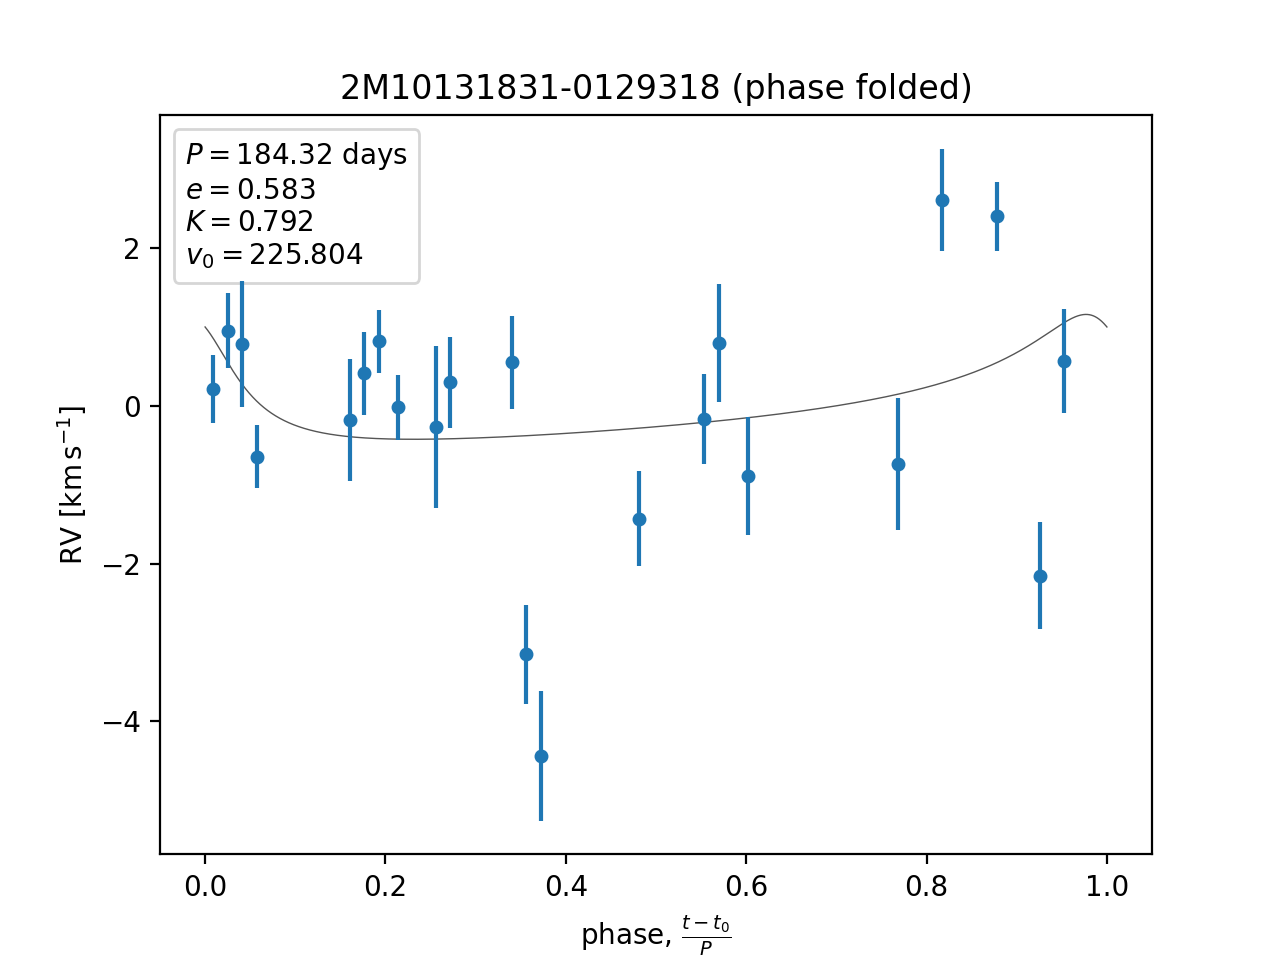 2M10131831-0129318 (phase folded)
P = 184.32 days
e = 0.583
K = 0.792
v₀ = 225.804
2
0
−2
−4
RV [km s⁻¹]
0.0 0.2 0.4 0.6 0.8 1.0
phase, (t − t₀)/P